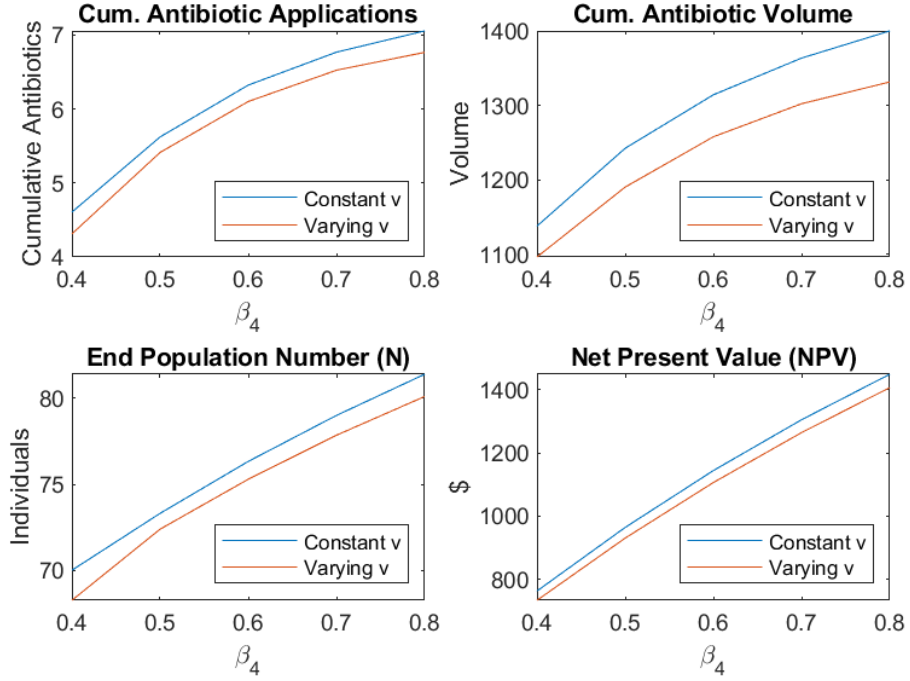 Cum. Antibiotic Applications
Cumulative Antibiotics
7
6
5
4
Constant v
Varying v
0.4 0.5 0.6 0.7 0.8
β4
Cum. Antibiotic Volume
Volume
1400
1300
1200
1100
Constant v
Varying v
0.4 0.5 0.6 0.7 0.8
β4
End Population Number (N)
Individuals
80
75
70
Constant v
Varying v
0.4 0.5 0.6 0.7 0.8
β4
Net Present Value (NPV)
$
1400
1200
1000
800
Constant v
Varying v
0.4 0.5 0.6 0.7 0.8
β4